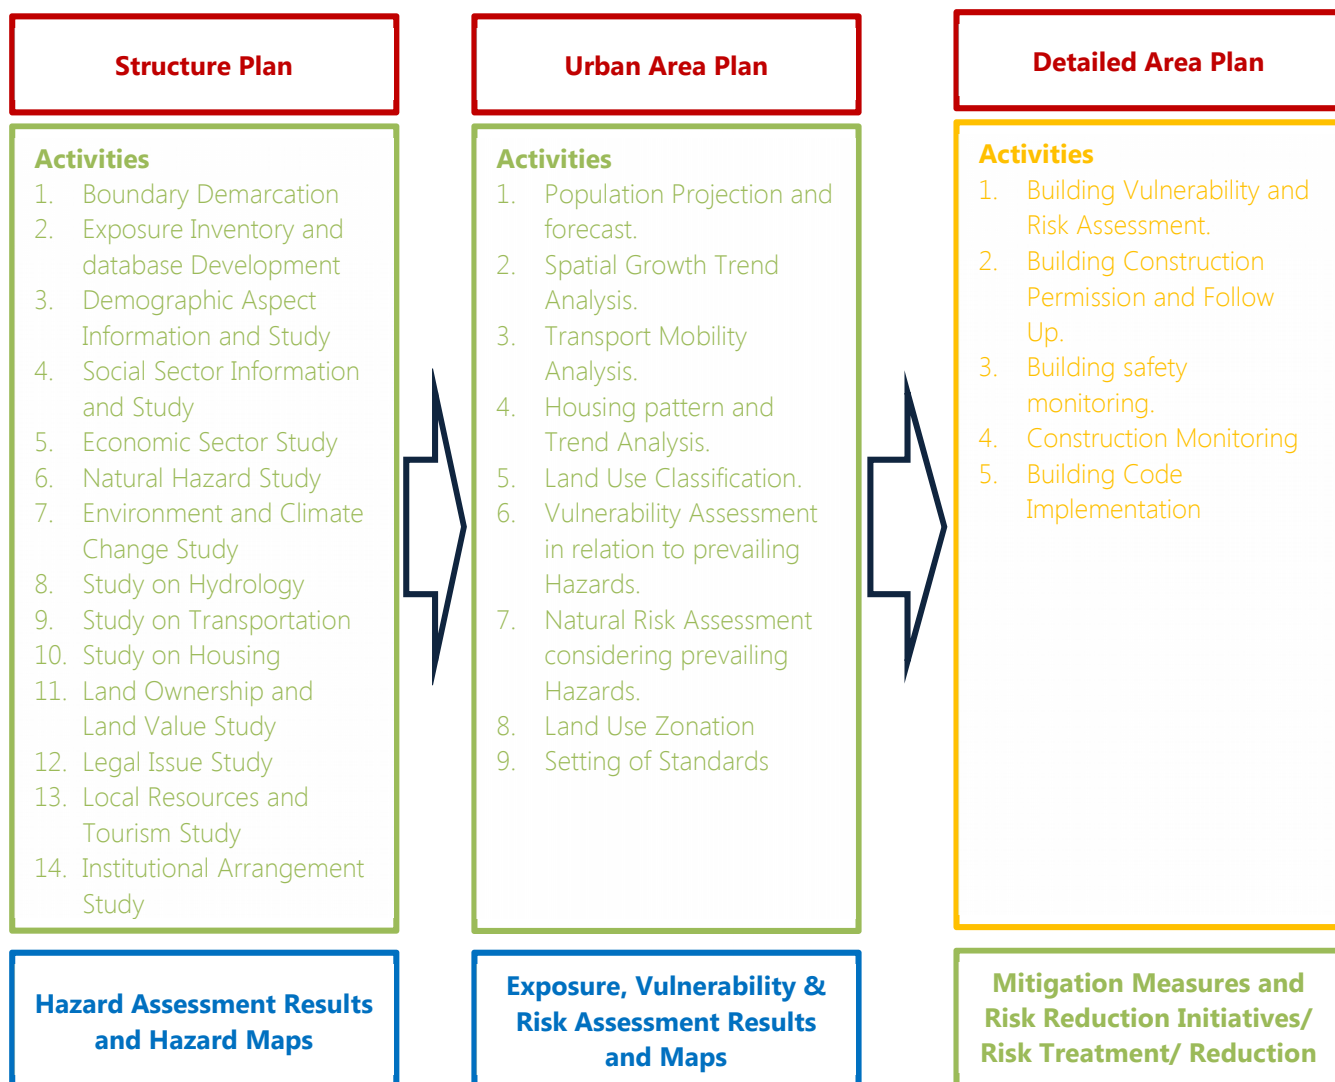 Structure Plan
Activities
1. Boundary Demarcation
2. Exposure Inventory and
database Development
3. Demographic Aspect
Information and Study
4. Social Sector Information
and Study
5. Economic Sector Study
6. Natural Hazard Study
7. Environment and Climate
Change Study
8. Study on Hydrology
9. Study on Transportation
10. Study on Housing
11. Land Ownership and
Land Value Study
12. Legal Issue Study
13. Local Resources and
Tourism Study
14. Institutional Arrangement
Study
Hazard Assessment Results
and Hazard Maps
Urban Area Plan
Activities
1. Population Projection and
forecast.
2. Spatial Growth Trend
Analysis.
3. Transport Mobility
Analysis.
4. Housing pattern and
Trend Analysis.
5. Land Use Classification.
6. Vulnerability Assessment
in relation to prevailing
Hazards.
7. Natural Risk Assessment
considering prevailing
Hazards.
8. Land Use Zonation
9. Setting of Standards
Exposure, Vulnerability &
Risk Assessment Results
and Maps
Detailed Area Plan
Activities
1. Building Vulnerability and
Risk Assessment.
2. Building Construction
Permission and Follow
Up.
3. Building safety
monitoring.
4. Construction Monitoring
5. Building Code
Implementation
Mitigation Measures and
Risk Reduction Initiatives/
Risk Treatment/ Reduction